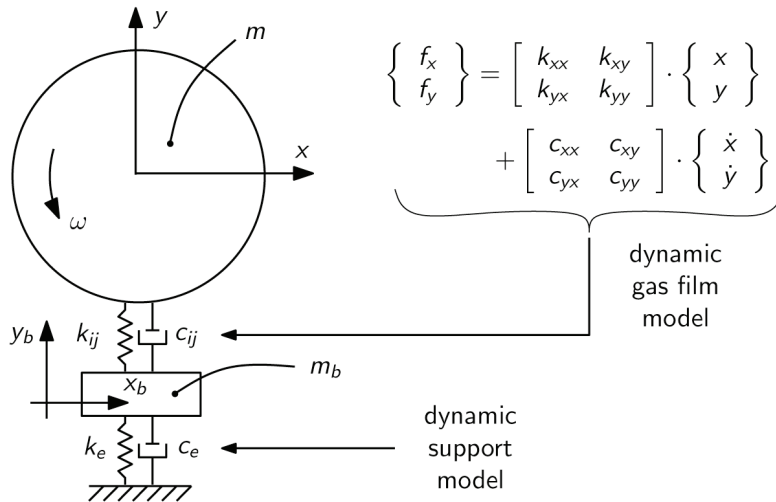 y
m
{ f_x f_y } = [ k_xx k_xy k_yx k_yy ] · { x y }
+ [ c_xx c_xy c_yx c_yy ] · { ẋ ẏ }
x
ω
dynamic
gas film
model
y_b
k_ij
c_ij
x_b
m_b
k_e
c_e
dynamic
support
model